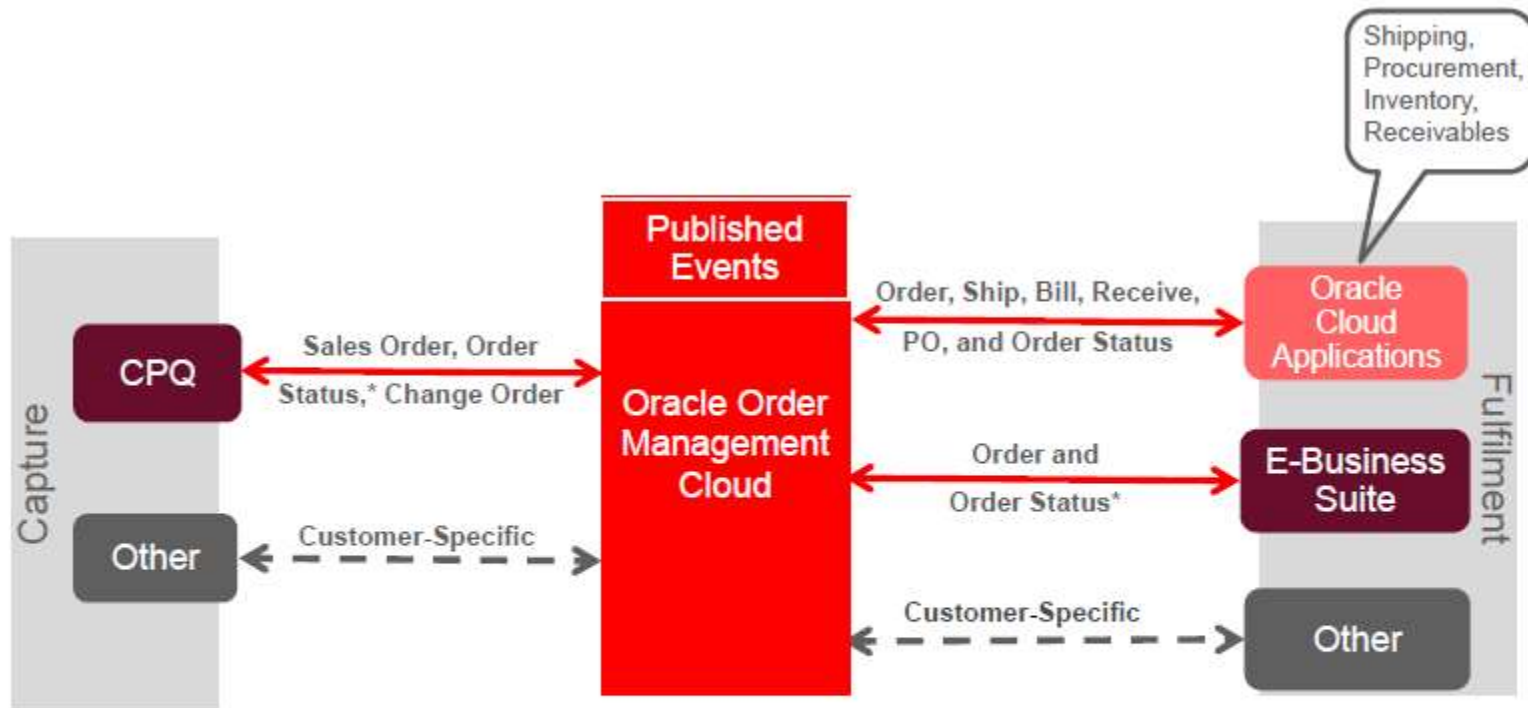 Shipping,
Procurement,
Inventory,
Receivables
Published
Events
Order, Ship, Bill, Receive,
PO, and Order Status
Oracle
Cloud
Applications
Capture
CPQ
Sales Order, Order
Status,* Change Order
Oracle Order
Management
Cloud
Fulfilment
Order and
Order Status*
E-Business
Suite
Other
Customer-Specific
Customer-Specific
Other